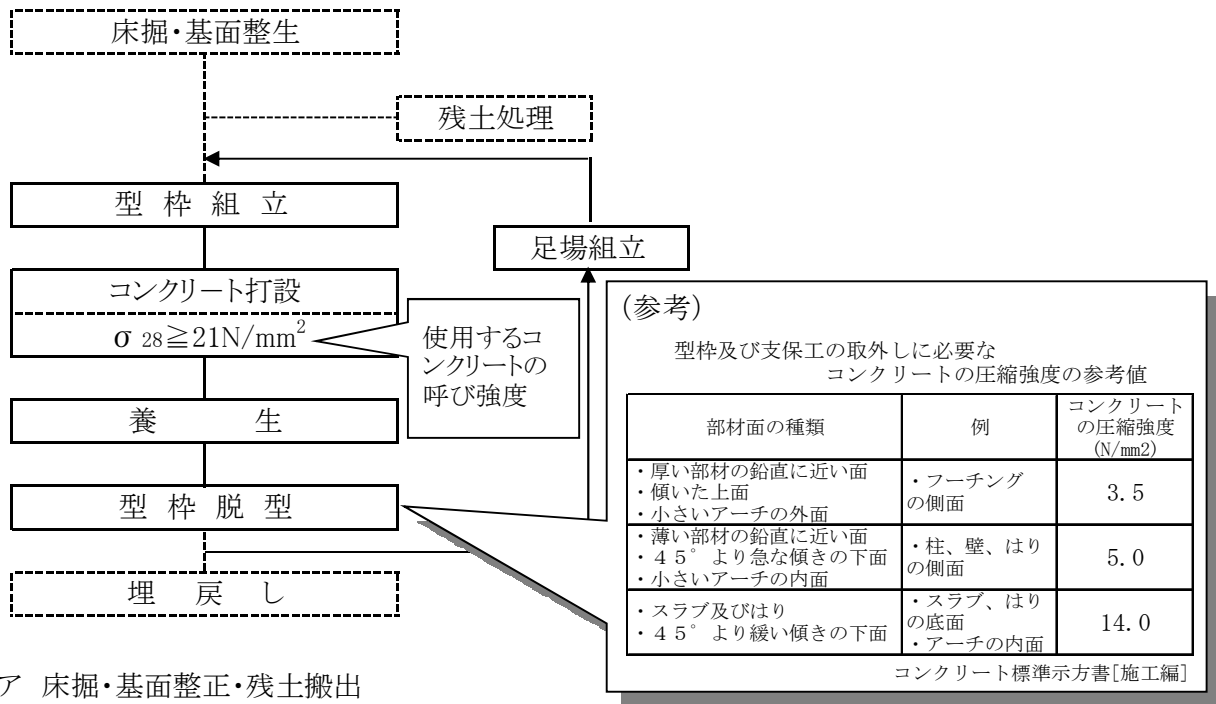 床掘・基面整生
残土処理
型 枠 組 立
足場組立
コンクリート打設
σ 28≧21N/mm2
使用するコ
ンクリートの
呼び強度
養 生
型 枠 脱 型
埋 戻 し
(参考)
型枠及び支保工の取外しに必要な
コンクリートの圧縮強度の参考値
部材面の種類
例
コンクリート
の圧縮強度
(N/mm2)
・厚い部材の鉛直に近い面
・傾いた上面
・小さいアーチの外面
・フーチング
の側面
3.5
・薄い部材の鉛直に近い面
・45°より急な傾きの下面
・小さいアーチの内面
・柱、壁、はり
の側面
5.0
・スラブ及びはり
・45°より緩い傾きの下面
・スラブ、はり
の底面
・アーチの内面
14.0
コンクリート標準示方書[施工編]
ア 床掘・基面整正・残土搬出